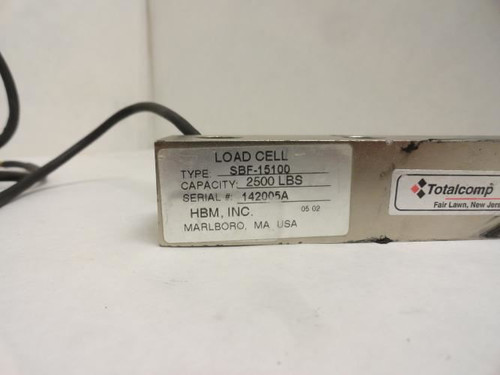 LOAD CELL
TYPE SBF-15100
CAPACITY: 2500 LBS
SERIAL #: 142005A
HBM, INC. 05 02
MARLBORO, MA USA
Totalcomp
Fair Lawn, New Jers